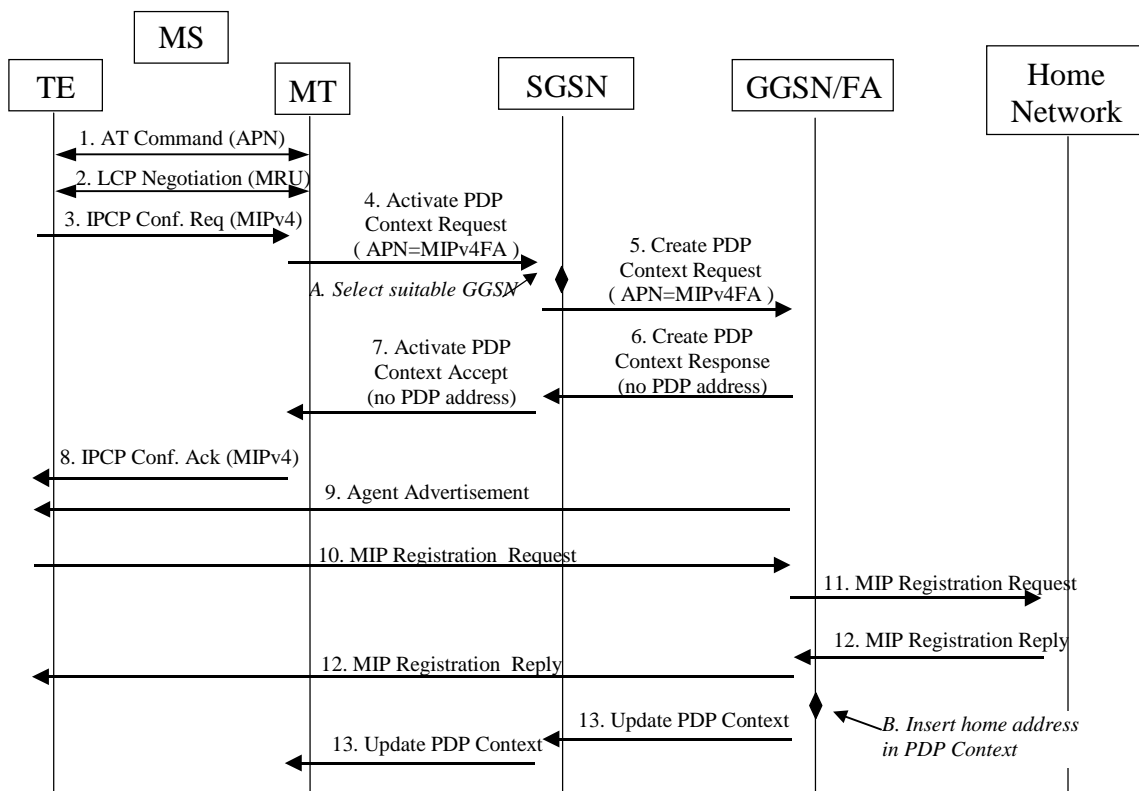 MS
TE
MT
SGSN
GGSN/FA
Home
Network
1. AT Command (APN)
2. LCP Negotiation (MRU)
3. IPCP Conf. Req (MIPv4)
4. Activate PDP
Context Request
( APN=MIPv4FA )
A. Select suitable GGSN
5. Create PDP
Context Request
( APN=MIPv4FA )
6. Create PDP
Context Response
(no PDP address)
7. Activate PDP
Context Accept
(no PDP address)
8. IPCP Conf. Ack (MIPv4)
9. Agent Advertisement
10. MIP Registration Request
11. MIP Registration Request
12. MIP Registration Reply
12. MIP Registration Reply
B. Insert home address
in PDP Context
13. Update PDP Context
13. Update PDP Context